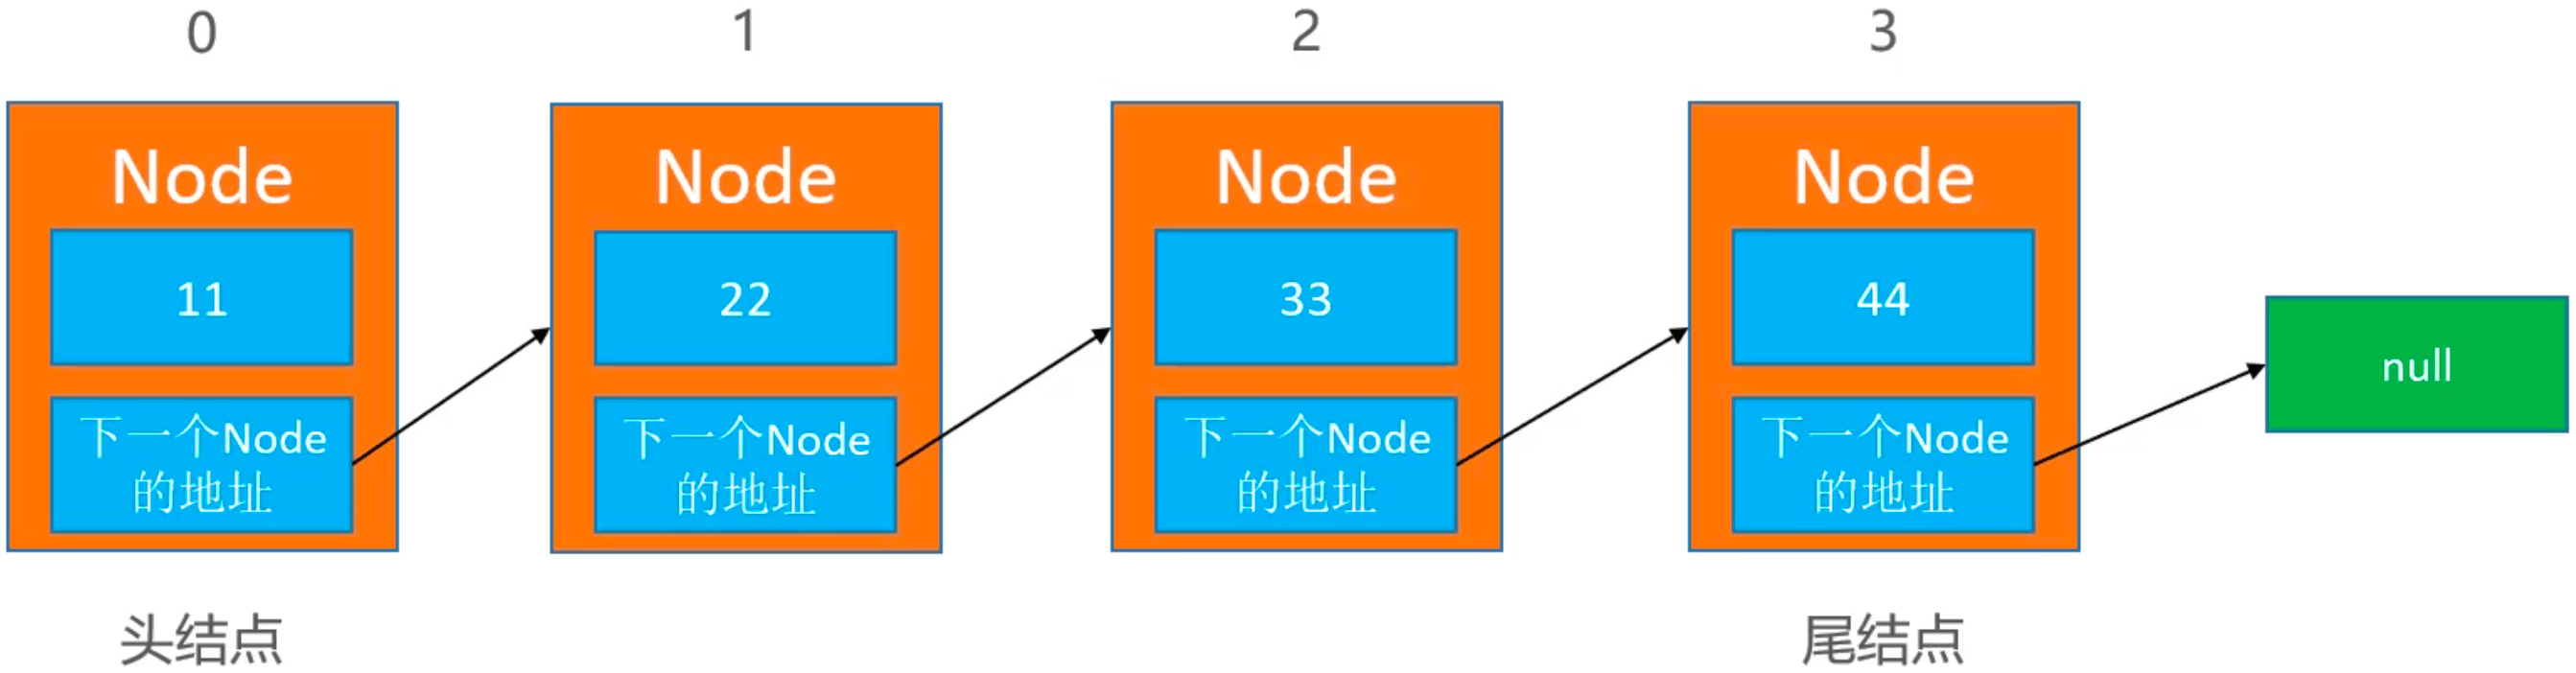 0
1
2
3
Node
Node
Node
Node
11
22
33
44
null
下一个Node
的地址
下一个Node
的地址
下一个Node
的地址
下一个Node
的地址
头结点
尾结点